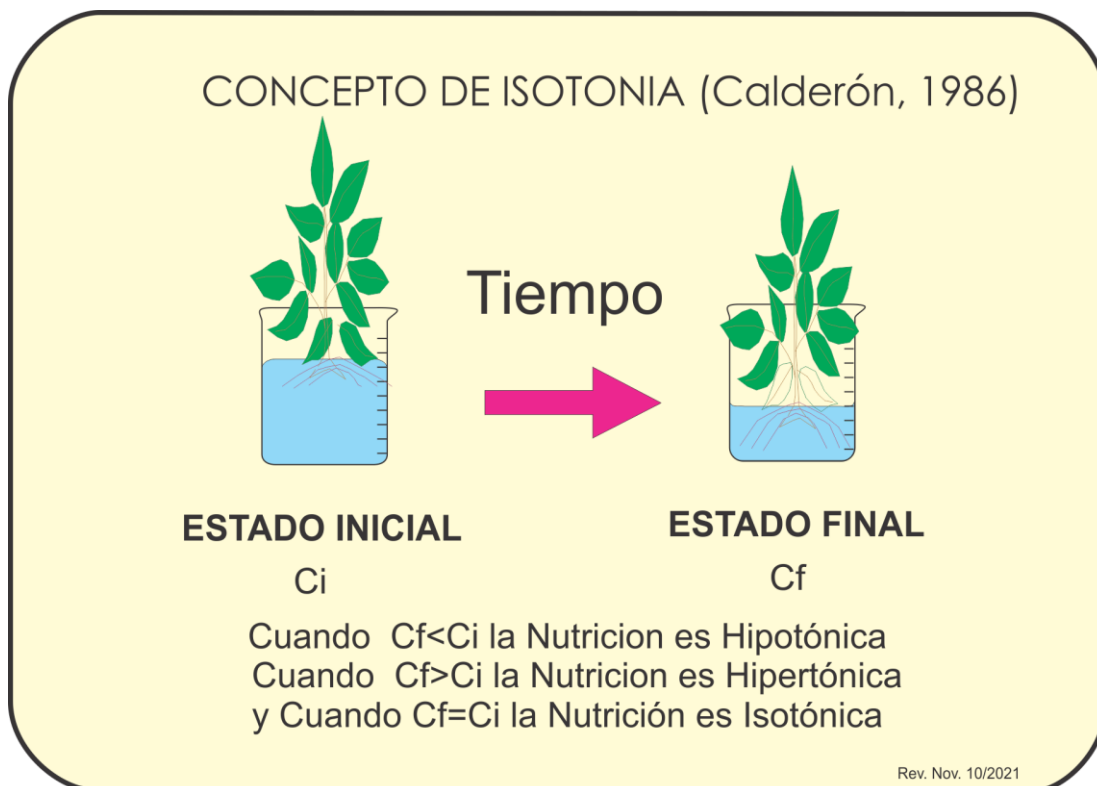 CONCEPTO DE ISOTONIA (Calderón, 1986)
Tiempo
ESTADO INICIAL
Ci
ESTADO FINAL
Cf
Cuando Cf<Ci la Nutricion es Hipotónica
Cuando Cf>Ci la Nutricion es Hipertónica
y Cuando Cf=Ci la Nutrición es Isotónica
Rev. Nov. 10/2021